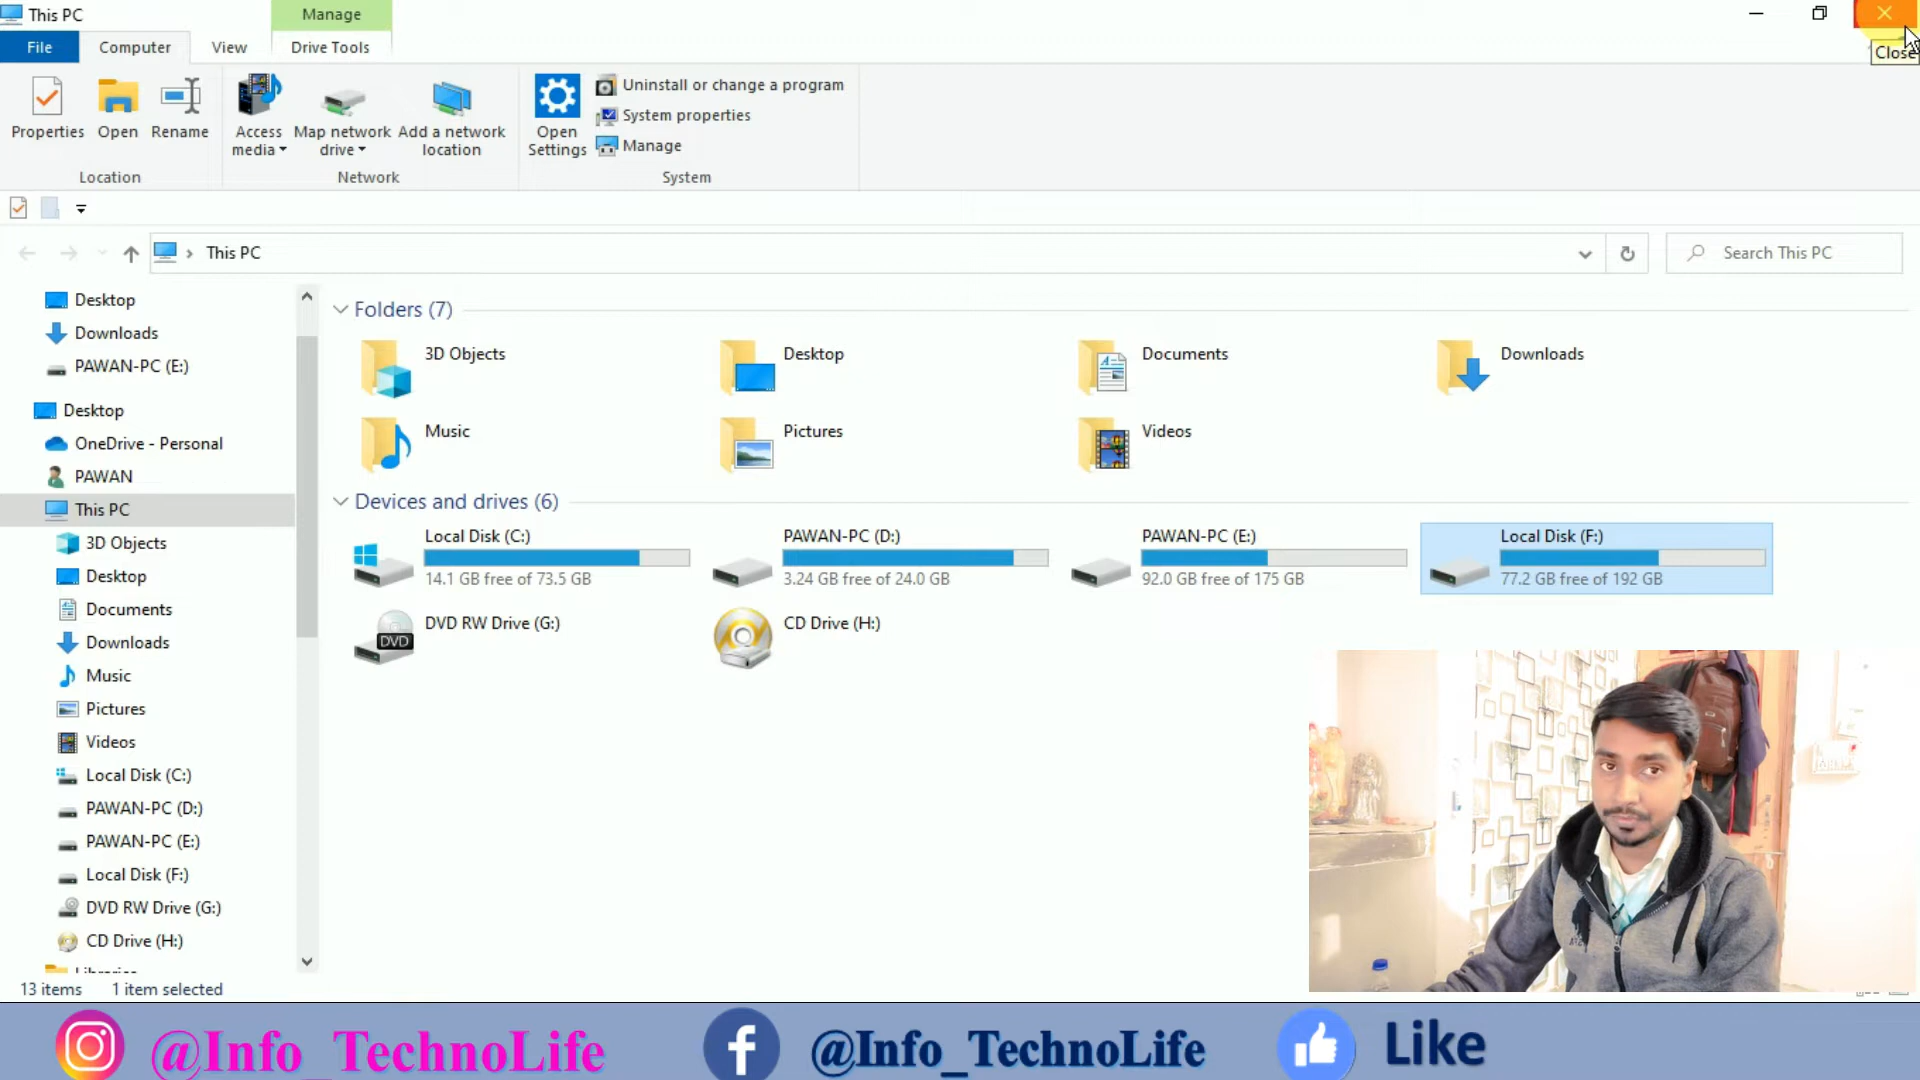 This PC
Manage
Close
File
Computer
View
Drive Tools
Properties
Open
Rename
Access media
Map network drive
Add a network location
Open Settings
Uninstall or change a program
System properties
Manage
Location
Network
System
This PC
Search This PC
Desktop
Downloads
PAWAN-PC (E:)
Desktop
OneDrive - Personal
PAWAN
This PC
3D Objects
Desktop
Documents
Downloads
Music
Pictures
Videos
Local Disk (C:)
PAWAN-PC (D:)
PAWAN-PC (E:)
Local Disk (F:)
DVD RW Drive (G:)
CD Drive (H:)
Folders (7)
3D Objects
Desktop
Documents
Downloads
Music
Pictures
Videos
Devices and drives (6)
Local Disk (C:)
14.1 GB free of 73.5 GB
PAWAN-PC (D:)
3.24 GB free of 24.0 GB
PAWAN-PC (E:)
92.0 GB free of 175 GB
Local Disk (F:)
77.2 GB free of 192 GB
DVD
DVD RW Drive (G:)
CD Drive (H:)
13 items
1 item selected
@Info_TechnoLife
@Info_TechnoLife
Like